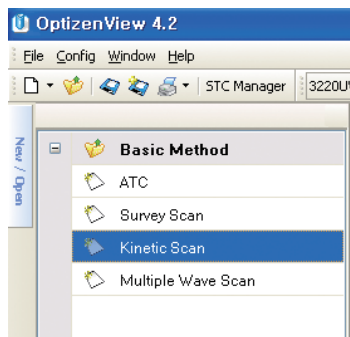 OptizenView 4.2
File Config Window Help
STC Manager 3220U
New / Open
Basic Method
ATC
Survey Scan
Kinetic Scan
Multiple Wave Scan